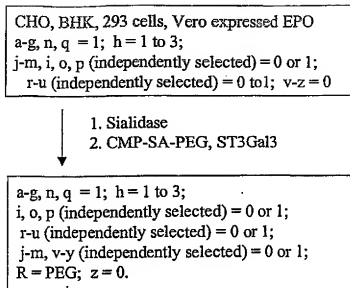 CHO, BHK, 293 cells, Vero expressed EPO
a-g, n, q = 1; h = 1 to 3;
j-m, i, o, p (independently selected) = 0 or 1;
r-u (independently selected) = 0 to1; v-z = 0
1. Sialidase
2. CMP-SA-PEG, ST3Gal3
a-g, n, q = 1; h = 1 to 3;
i, o, p (independently selected) = 0 or 1;
r-u (independently selected) = 0 or 1;
j-m, v-y (independently selected) = 0 or 1;
R = PEG; z = 0.